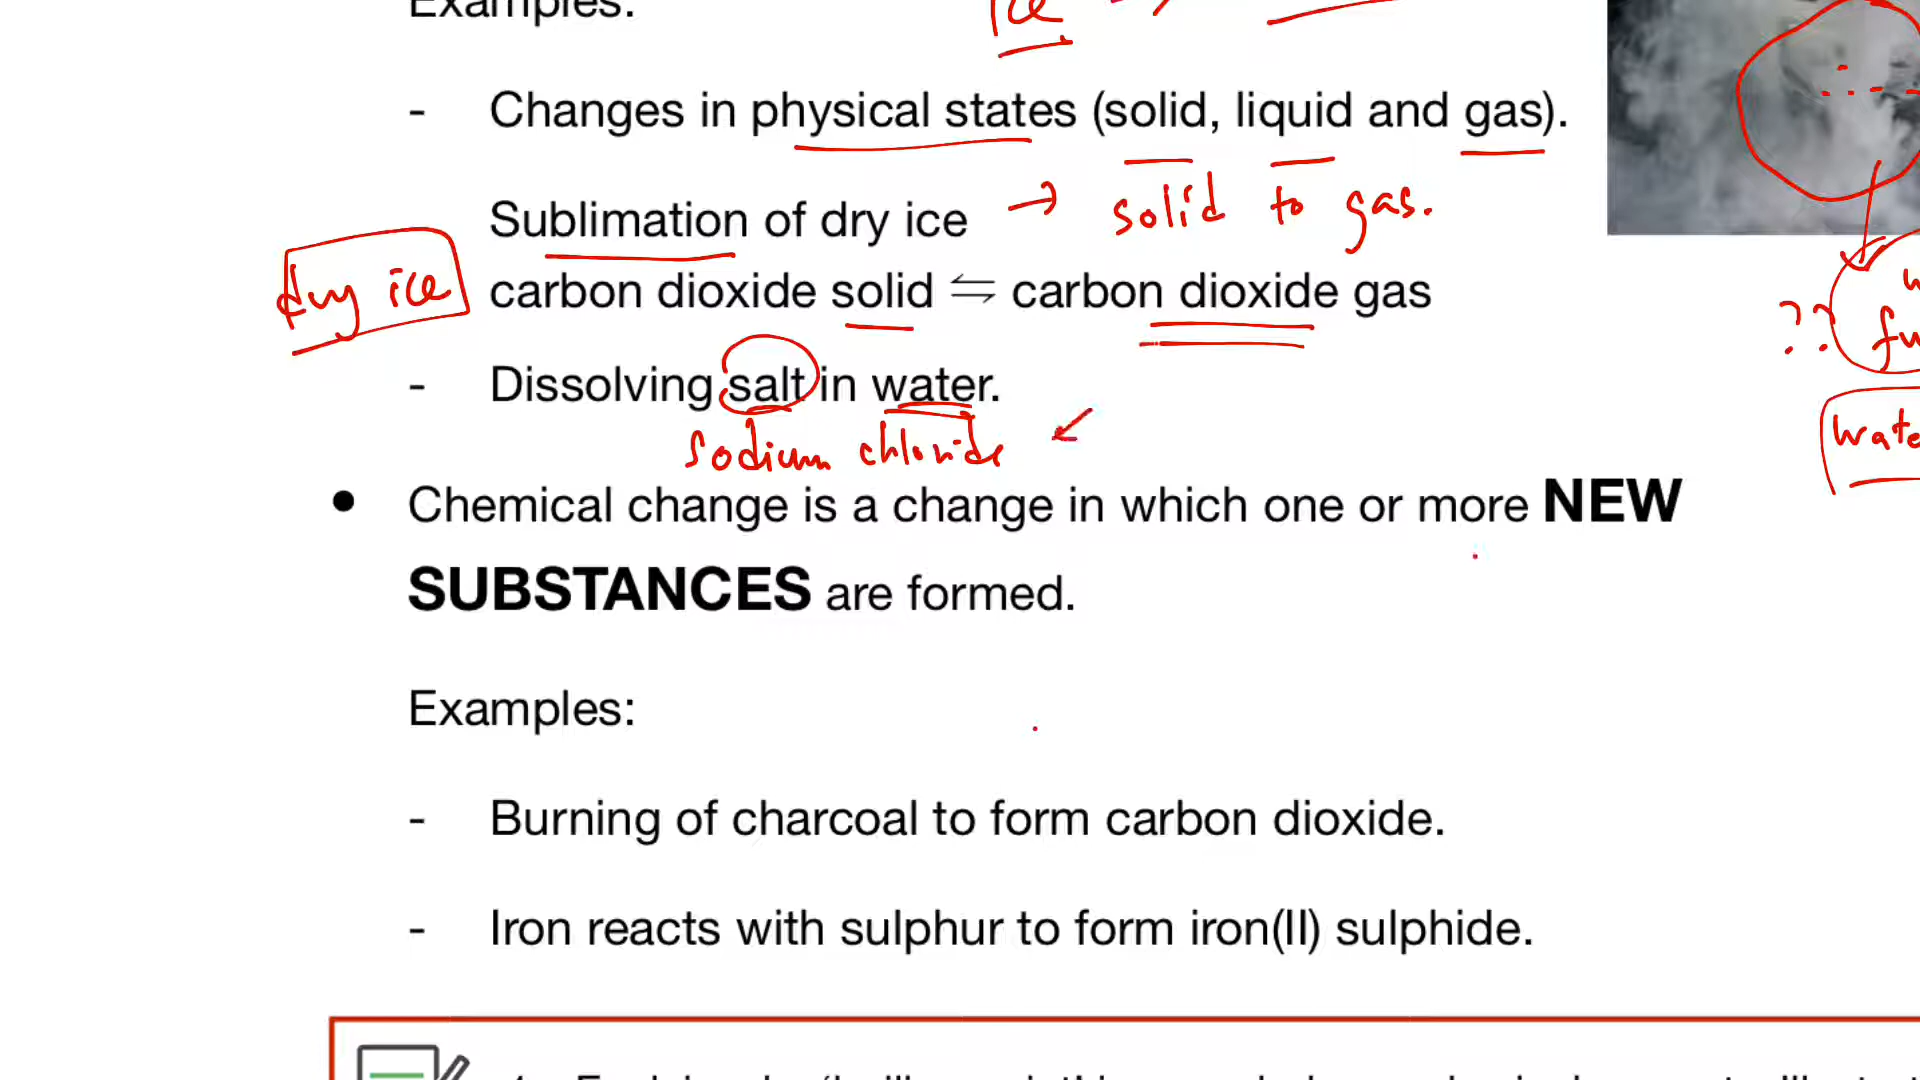 Examples:
ice
- Changes in physical states (solid, liquid and gas).
Sublimation of dry ice → solid to gas.
dry ice carbon dioxide solid ⇌ carbon dioxide gas
??
- Dissolving salt in water.
sodium chloride
• Chemical change is a change in which one or more NEW
SUBSTANCES are formed.
Examples:
- Burning of charcoal to form carbon dioxide.
- Iron reacts with sulphur to form iron(II) sulphide.